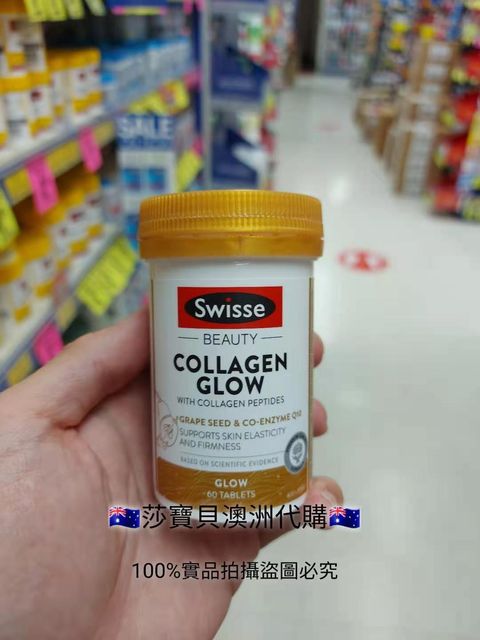 SALE
Swisse
BEAUTY
COLLAGEN
GLOW
WITH COLLAGEN PEPTIDES
+GRAPE SEED & CO-ENZYME Q10
SUPPORTS SKIN ELASTICITY
AND FIRMNESS
BASED ON SCIENTIFIC EVIDENCE
GLOW
60 TABLETS
🇦🇺莎寶貝澳洲代購🇦🇺
100%實品拍攝盜圖必究